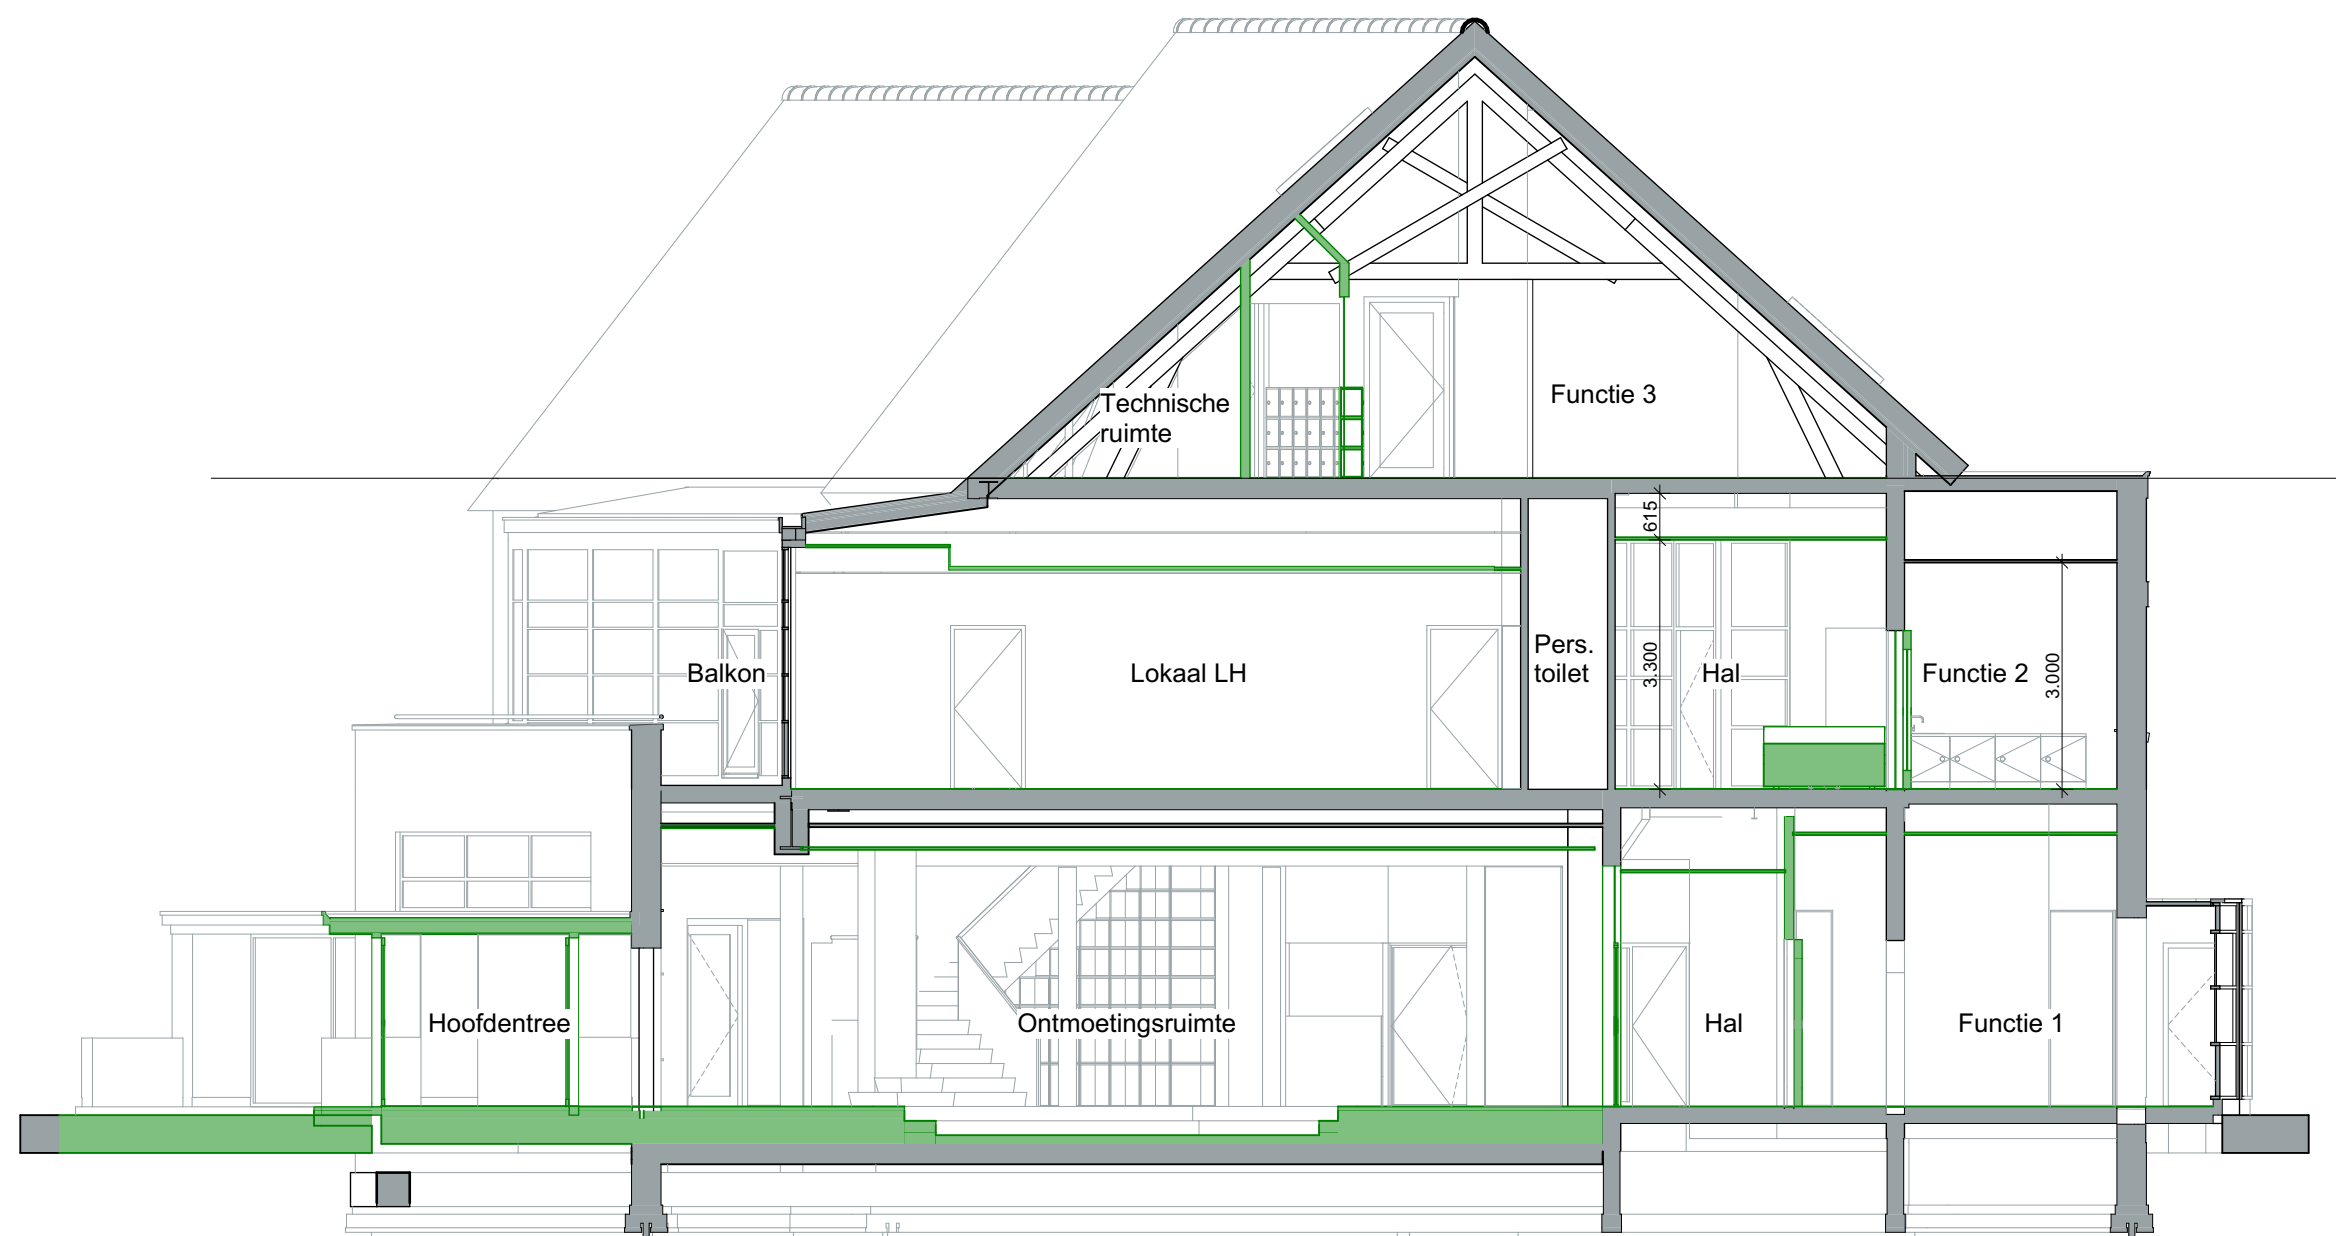 Technische
ruimte
Functie 3
615
Balkon
Lokaal LH
Pers.
toilet
3.300
Hal
Functie 2
3.000
Hoofdentree
Ontmoetingsruimte
Hal
Functie 1